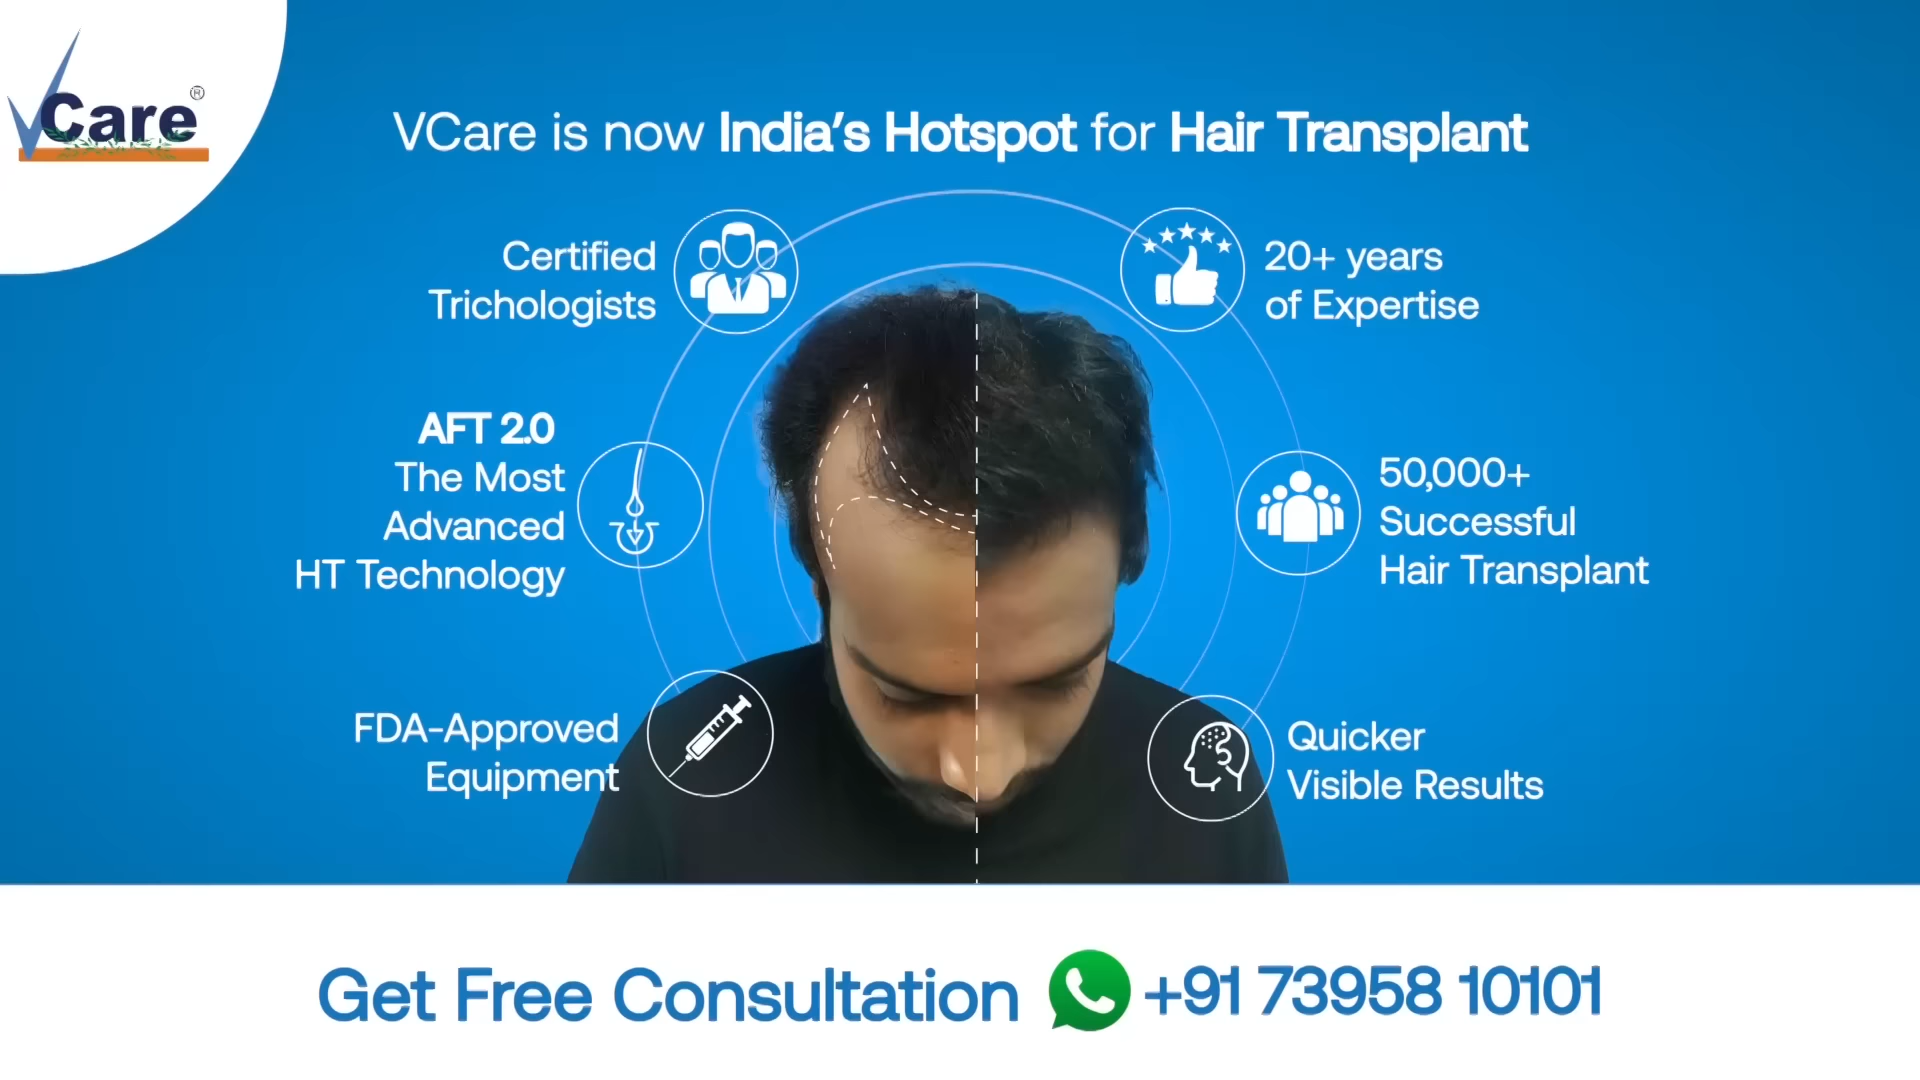 VCare®
VCare is now India's Hotspot for Hair Transplant
Certified
Trichologists
20+ years
of Expertise
AFT 2.0
The Most
Advanced
HT Technology
50,000+
Successful
Hair Transplant
FDA-Approved
Equipment
Quicker
Visible Results
Get Free Consultation +91 73958 10101